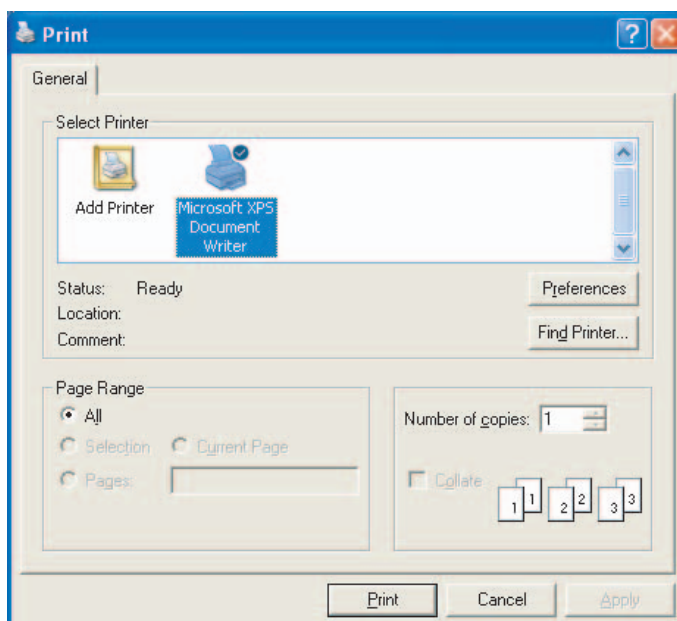 Print
General
Select Printer
Add Printer
Microsoft XPS
Document
Writer
Status: Ready
Location:
Comment:
Preferences
Find Printer...
Page Range
All
Selection Current Page
Pages:
Number of copies: 1
Collate
1 1 2 2 3 3
Print Cancel Apply